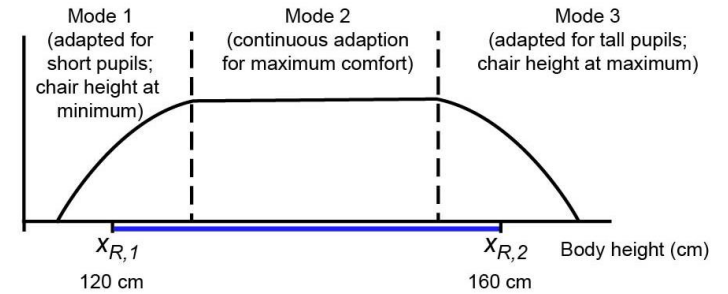 Mode 1
(adapted for
short pupils;
chair height at
minimum)
Mode 2
(continuous adaption
for maximum comfort)
Mode 3
(adapted for tall pupils;
chair height at maximum)
xR,1
120 cm
xR,2
160 cm
Body height (cm)